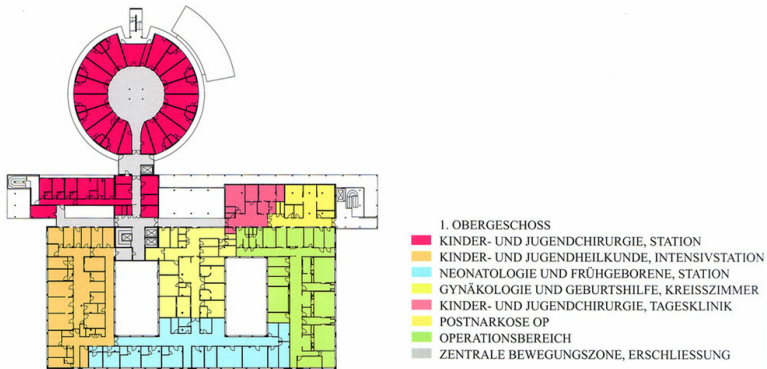 1. OBERGESCHOSS
KINDER- UND JUGENDCHIRURGIE, STATION
KINDER- UND JUGENDHEILKUNDE, INTENSIVSTATION
NEONATOLOGIE UND FRÜHGEBORENE, STATION
GYNÄKOLOGIE UND GEBURTSHILFE, KREISSZIMMER
KINDER- UND JUGENDCHIRURGIE, TAGESKLINIK
POSTNARKOSE OP
OPERATIONSBEREICH
ZENTRALE BEWEGUNGSZONE, ERSCHLIESSUNG